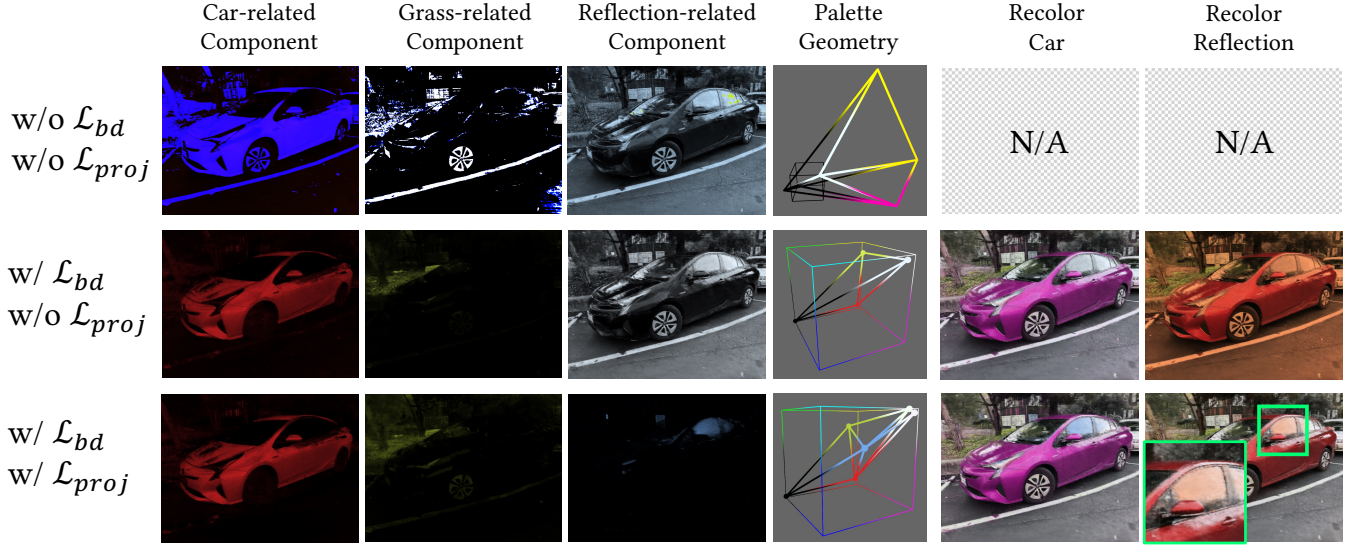 Car-related
Component
Grass-related
Component
Reflection-related
Component
Palette
Geometry
Recolor
Car
Recolor
Reflection
w/o ℒ_bd
w/o ℒ_proj
N/A
N/A
w/ ℒ_bd
w/o ℒ_proj
w/ ℒ_bd
w/ ℒ_proj